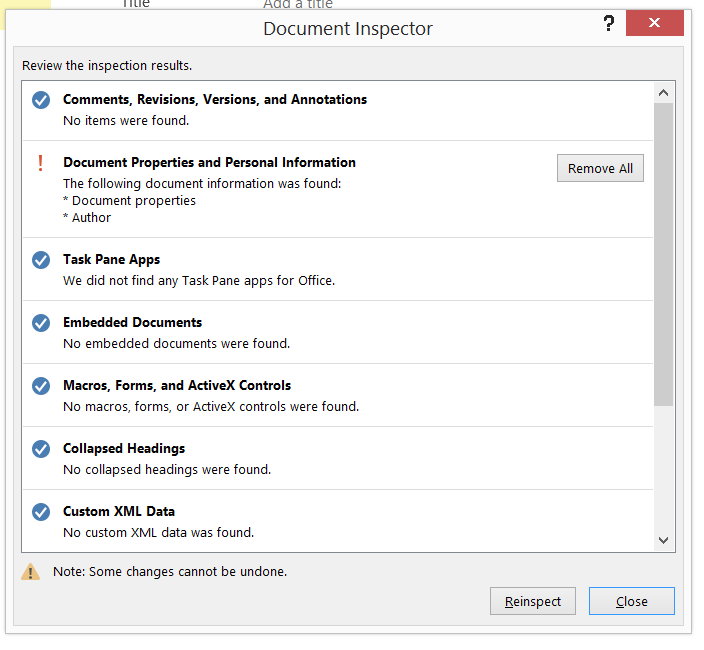 Title Add a title
Document Inspector
?
Review the inspection results.
Comments, Revisions, Versions, and Annotations
No items were found.
Document Properties and Personal Information
Remove All
The following document information was found:
* Document properties
* Author
Task Pane Apps
We did not find any Task Pane apps for Office.
Embedded Documents
No embedded documents were found.
Macros, Forms, and ActiveX Controls
No macros, forms, or ActiveX controls were found.
Collapsed Headings
No collapsed headings were found.
Custom XML Data
No custom XML data was found.
Note: Some changes cannot be undone.
Reinspect Close